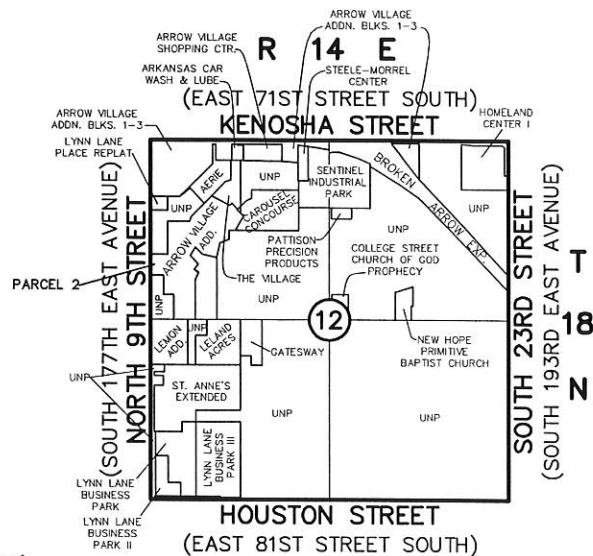 ARROW VILLAGE
ADDN. BLKS. 1-3
ARROW VILLAGE
SHOPPING CTR.
R 14 E
ARKANSAS CAR
WASH & LUBE
STEELE-MORREL
CENTER
(EAST 71ST STREET SOUTH)
KENOSHA STREET
ARROW VILLAGE
ADDN. BLKS. 1-3
HOMELAND
CENTER I
LYNN LANE
PLACE REPLAT
AERIE
UNP
SENTINEL
INDUSTRIAL
PARK
BROKEN
ARROW EXP.
UNP
UNP
ARROW VILLAGE
ADD.
CAROUSEL
CONCOURSE
UNP
PATTISON
PRECISION
PRODUCTS
COLLEGE STREET
CHURCH OF GOD
PROPHECY
PARCEL 2
THE VILLAGE
UNP
UNP
12
T
18
N
LEMON
ADD.
UNP
LELAND
ACRES
GATESWAY
NEW HOPE
PRIMITIVE
BAPTIST CHURCH
UNP
ST. ANNE'S
EXTENDED
UNP
UNP
LYNN LANE
BUSINESS
PARK III
LYNN LANE
BUSINESS
PARK
LYNN LANE
BUSINESS
PARK II
(SOUTH 177TH EAST AVENUE)
NORTH 9TH STREET
SOUTH 23RD STREET
(SOUTH 193RD EAST AVENUE)
HOUSTON STREET
(EAST 81ST STREET SOUTH)